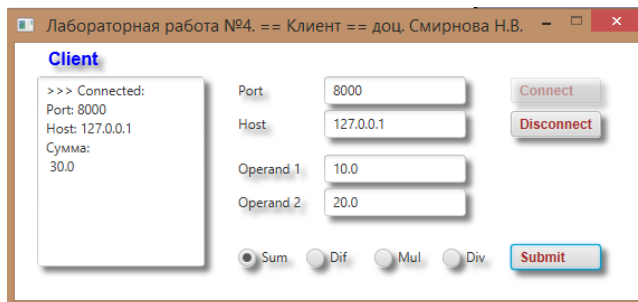 Лабораторная работа №4. == Клиент == доц. Смирнова Н.В.
Client
>>> Connected:
Port: 8000
Host: 127.0.0.1
Сумма:
30.0
Port 8000 Connect
Host 127.0.0.1 Disconnect
Operand 1 10.0
Operand 2 20.0
Sum Dif Mul Div Submit